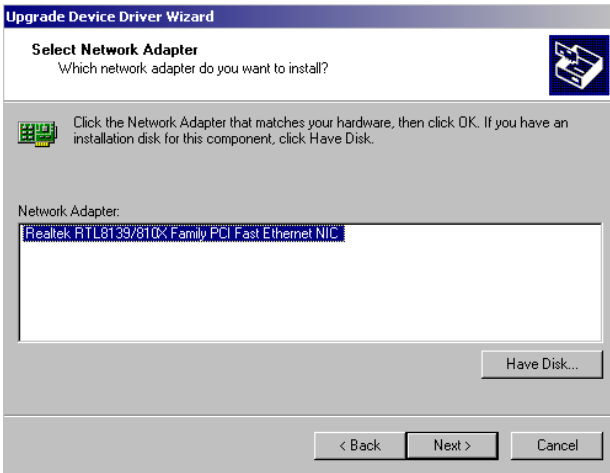 Upgrade Device Driver Wizard
Select Network Adapter
Which network adapter do you want to install?
Click the Network Adapter that matches your hardware, then click OK. If you have an
installation disk for this component, click Have Disk.
Network Adapter:
Realtek RTL8139/810X Family PCI Fast Ethernet NIC
Have Disk...
< Back
Next >
Cancel